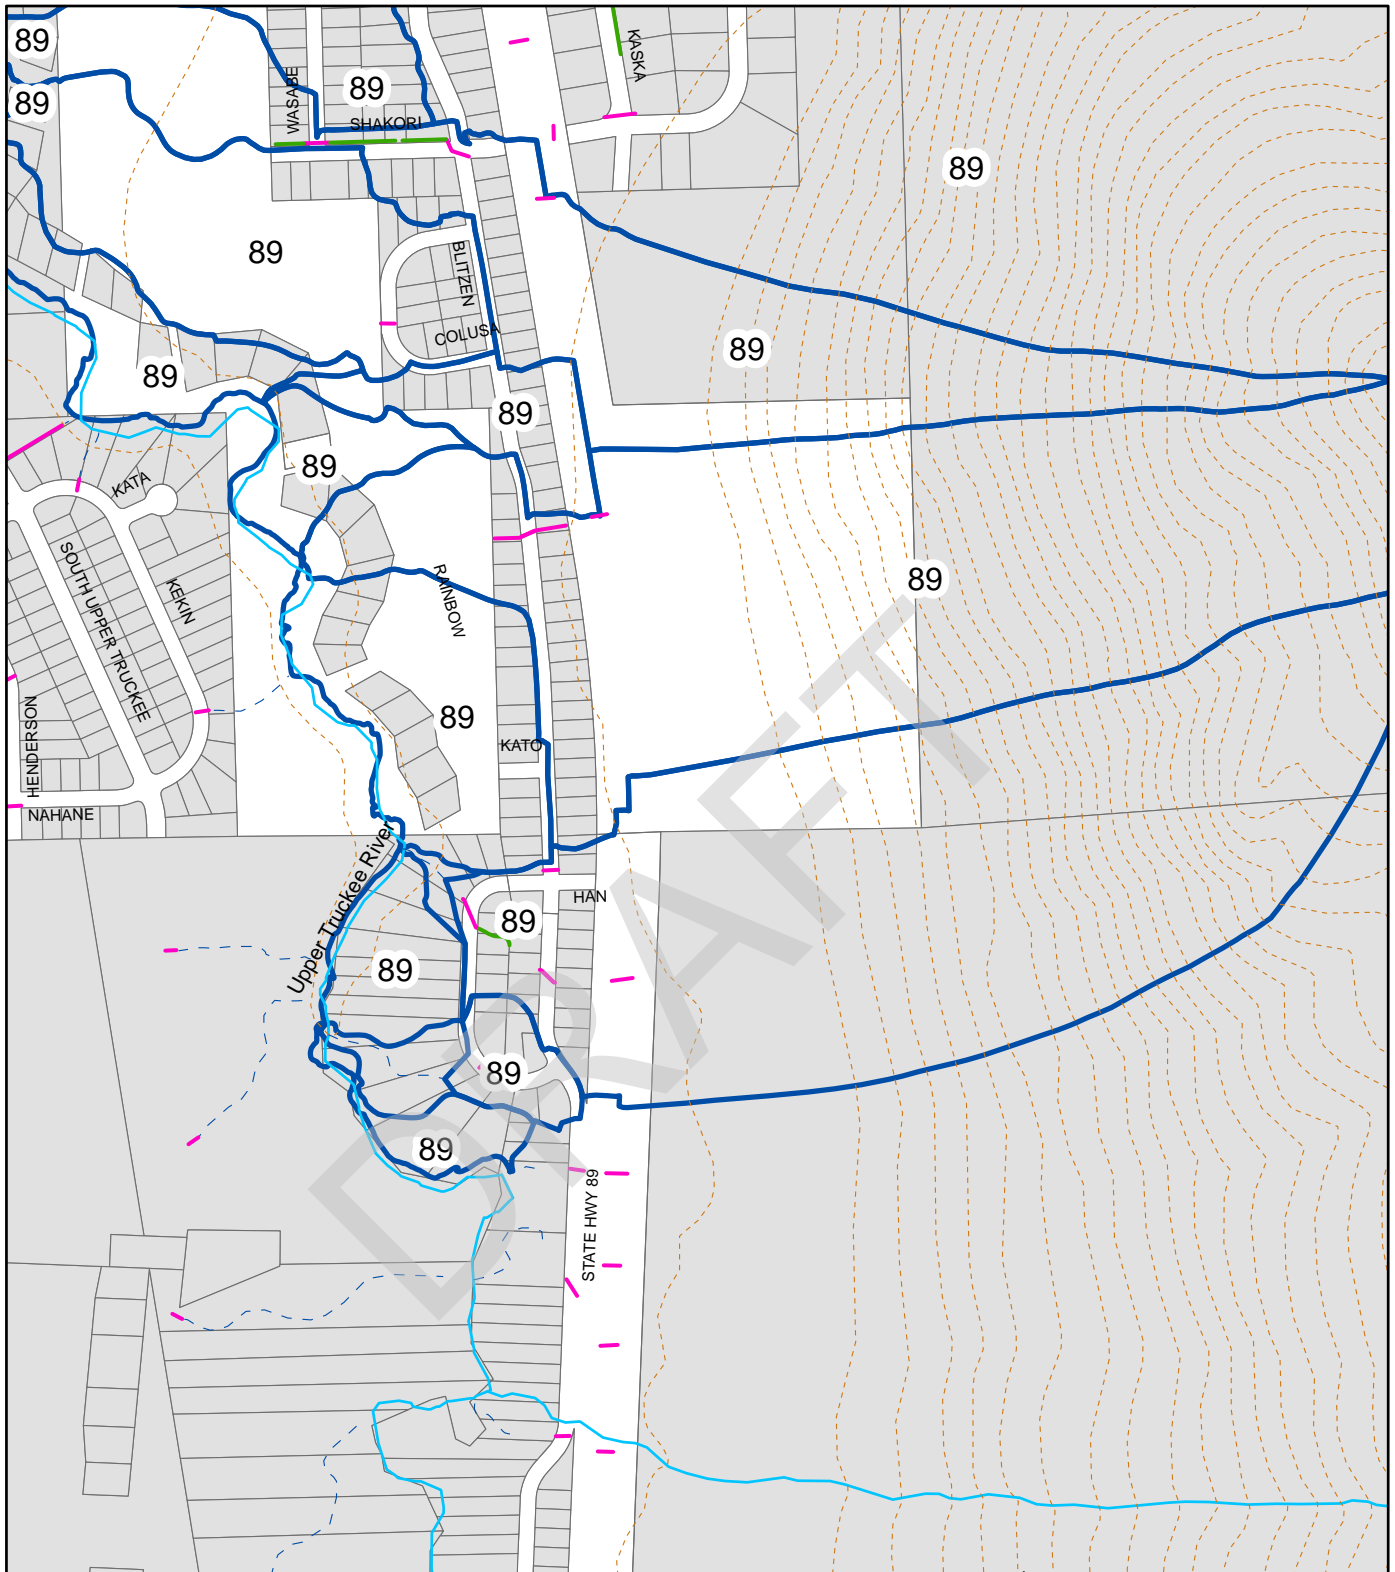 89
KASKA
89
WASABE
89
SHAKORI
89
89
BLITZEN
COLUSA
89
89
89
89
KATA
SOUTH UPPER TRUCKEE
KEKIN
RAINBOW
89
HENDERSON
89
KATO
NAHANE
Upper Truckee River
HAN
89
89
89
89
STATE HWY 89
DRAFT